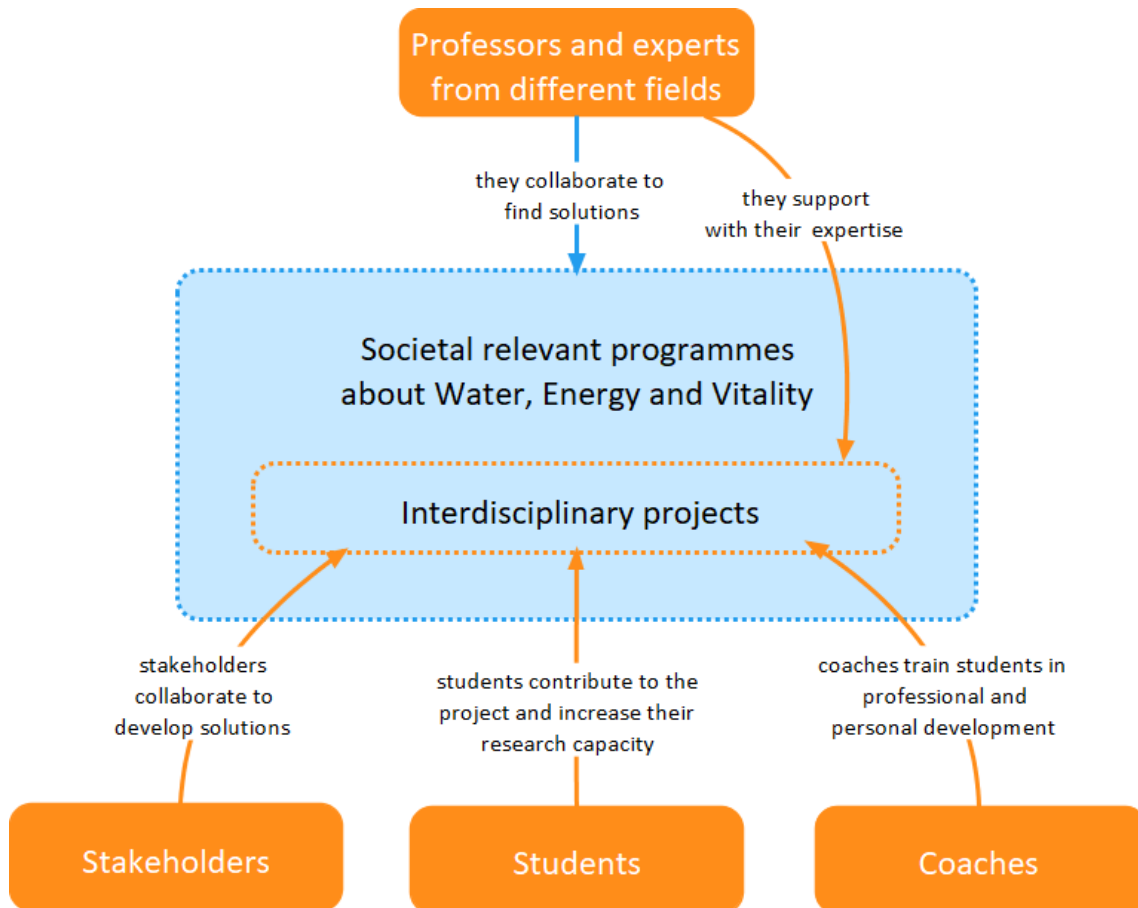 Professors and experts
from different fields
they collaborate to
find solutions
they support
with their expertise
Societal relevant programmes
about Water, Energy and Vitality
Interdisciplinary projects
stakeholders
collaborate to
develop solutions
students contribute to the
project and increase their
research capacity
coaches train students in
professional and
personal development
Stakeholders
Students
Coaches